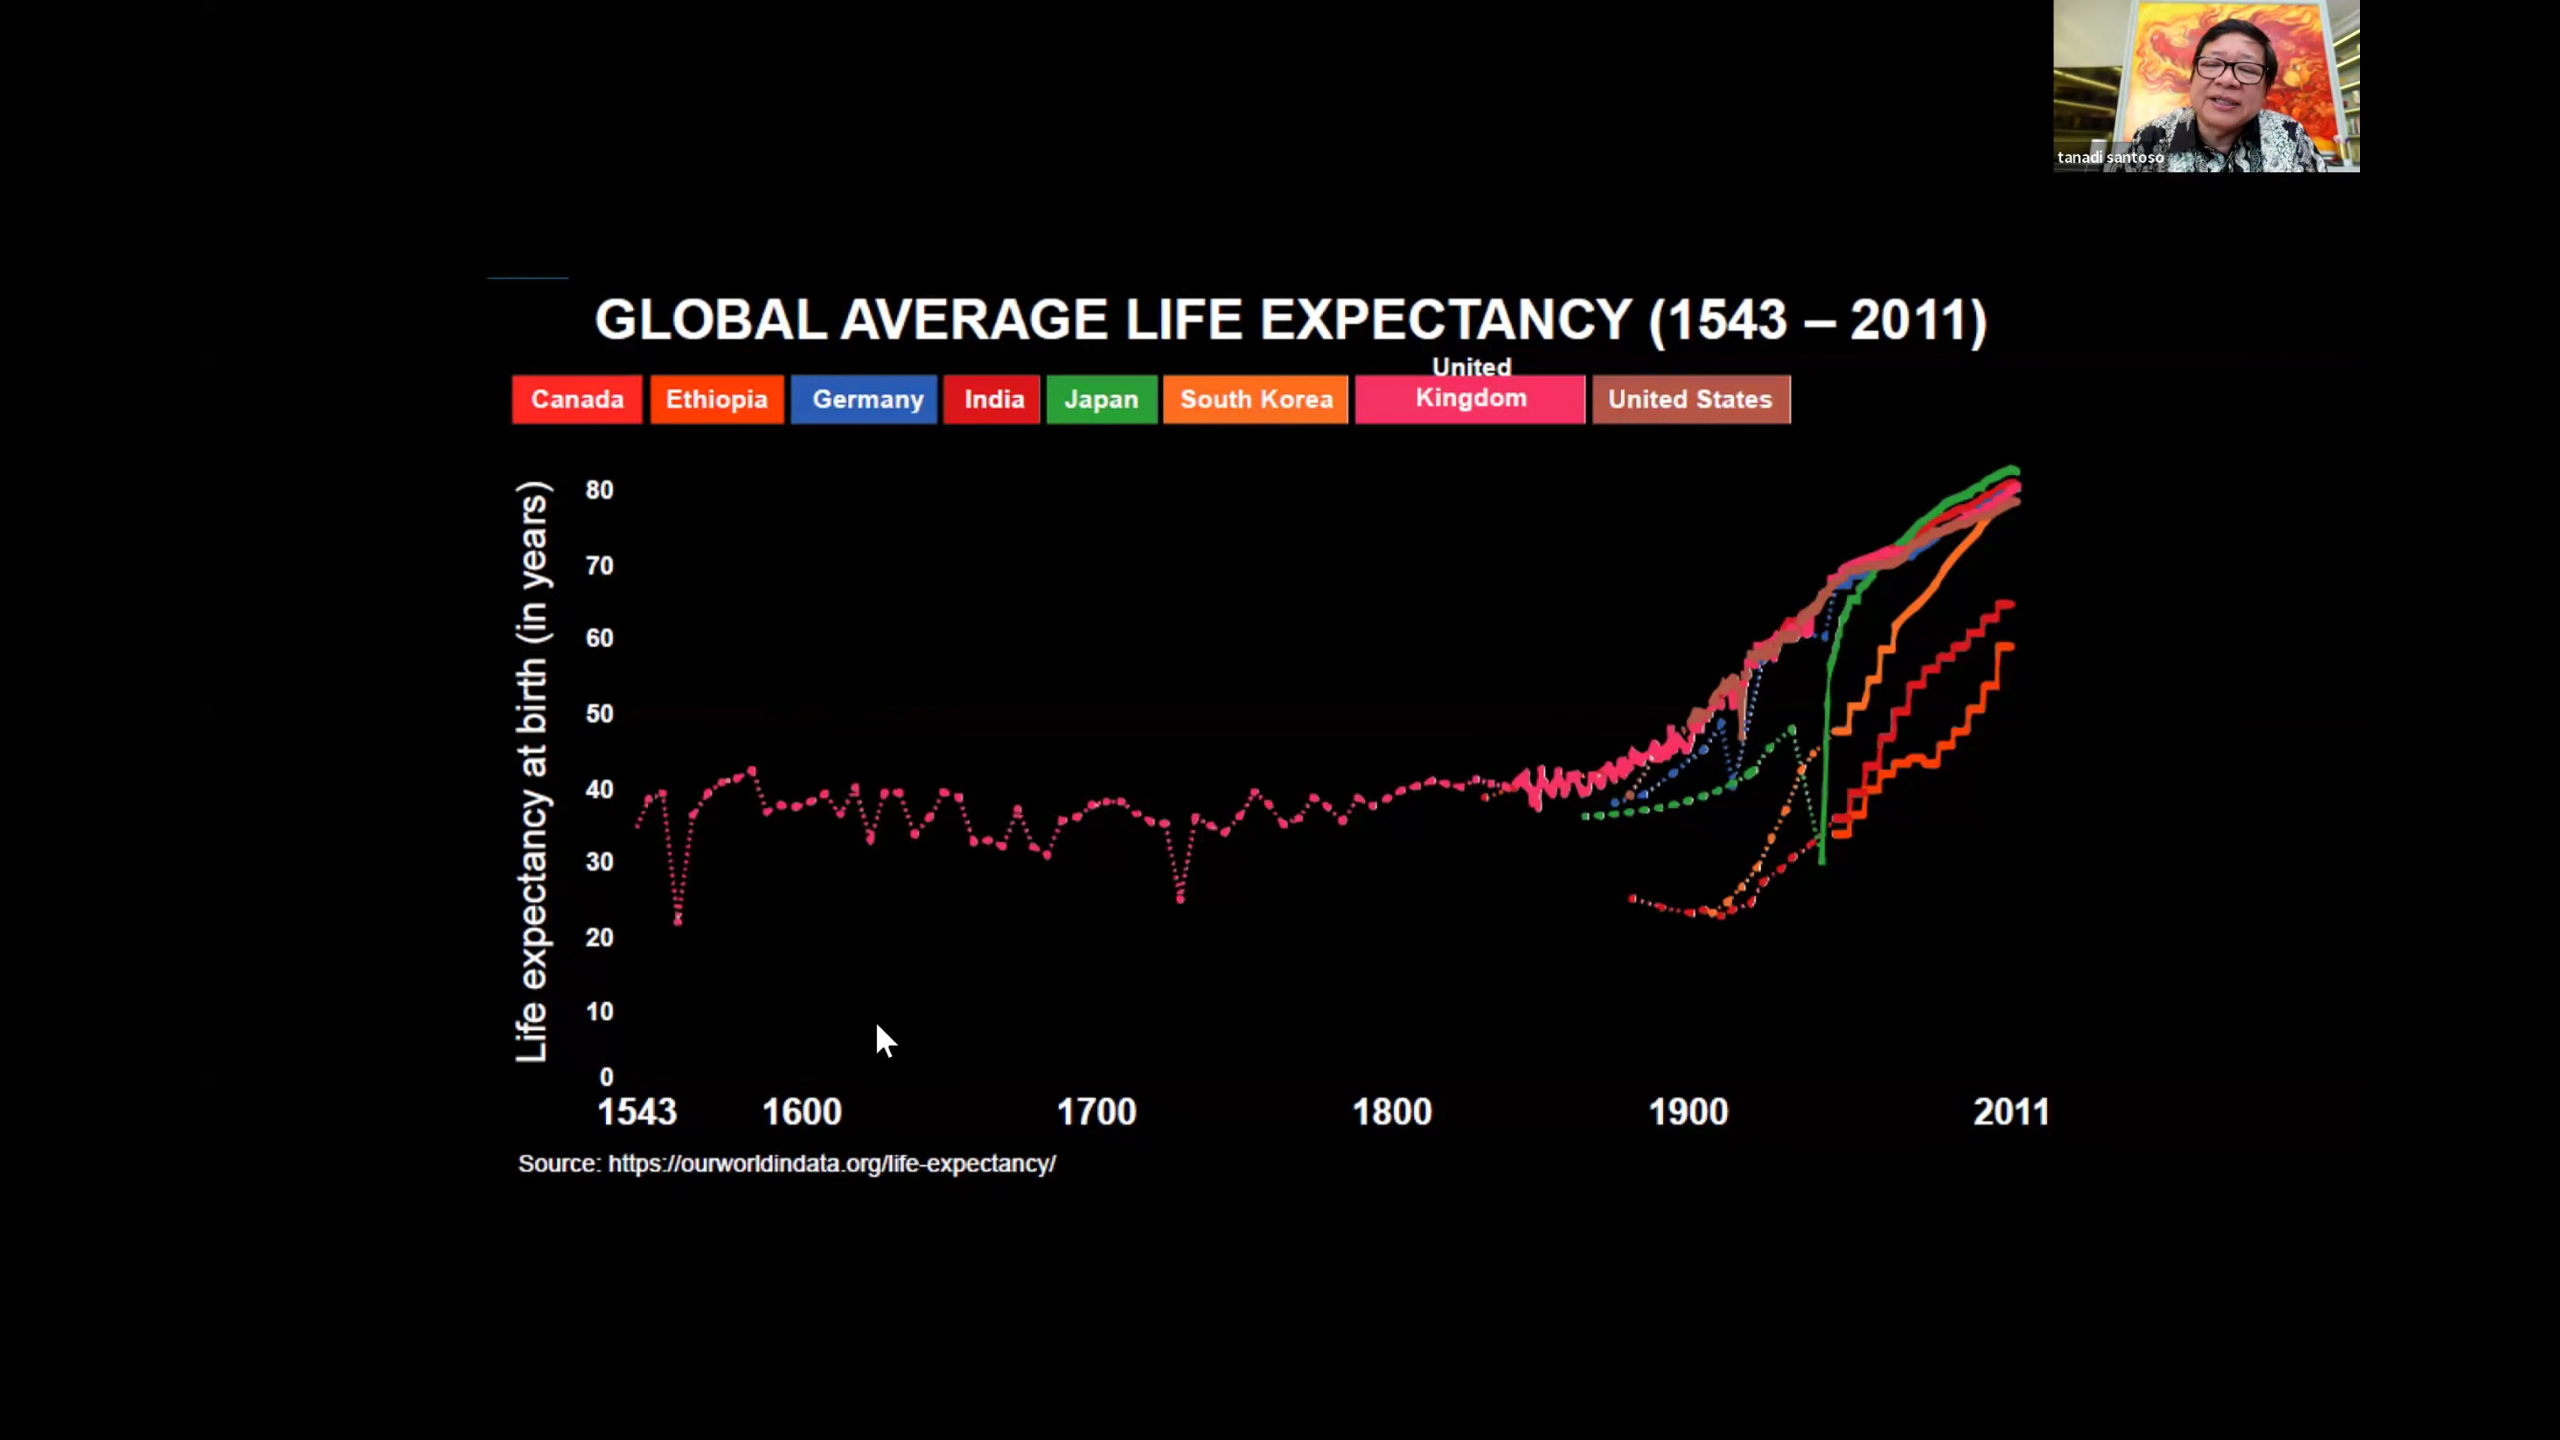 tanadi santoso
GLOBAL AVERAGE LIFE EXPECTANCY (1543 – 2011)
Canada
Ethiopia
Germany
India
Japan
South Korea
United
Kingdom
United States
Life expectancy at birth (in years)
80
70
60
50
40
30
20
10
0
1543 1600 1700 1800 1900 2011
Source: https://ourworldindata.org/life-expectancy/